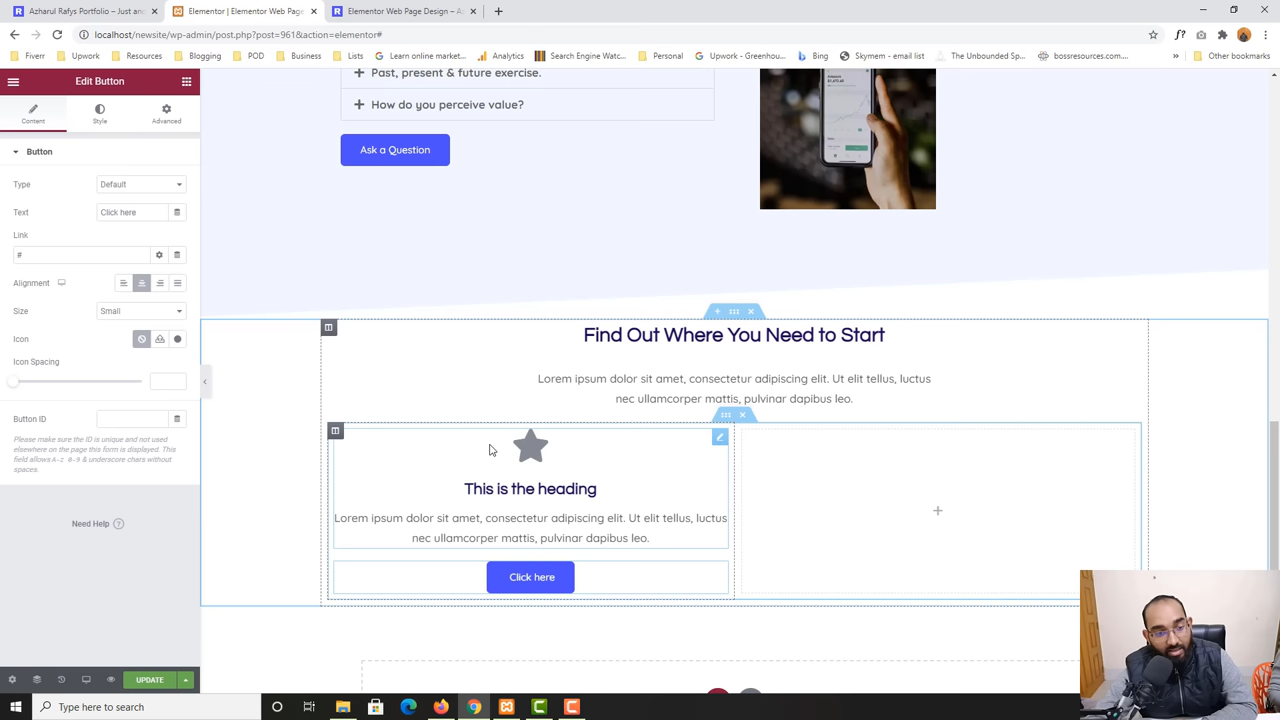 Azharul Rafys Portfolio – Just an
Elementor | Elementor Web Page
Elementor Web Page Design – A
localhost/newsite/wp-admin/post.php?post=961&action=elementor#
Fiverr
Upwork
Resources
Blogging
POD
Business
Lists
Learn online market...
Analytics
Search Engine Watc...
Personal
Upwork - Greenhou...
Bing
Skymem - email list
The Unbounded Sp...
bossresources.com...
Other bookmarks
Edit Button
Content
Style
Advanced
Button
Type
Default
Text
Click here
Link
#
Alignment
Size
Small
Icon
Icon Spacing
Button ID
Please make sure the ID is unique and not used
elsewhere on the page this form is displayed. This
field allows A-z 0-9 & underscore chars without
spaces.
Need Help
UPDATE
Past, present & future exercise.
How do you perceive value?
Ask a Question
Find Out Where You Need to Start
Lorem ipsum dolor sit amet, consectetur adipiscing elit. Ut elit tellus, luctus
nec ullamcorper mattis, pulvinar dapibus leo.
This is the heading
Lorem ipsum dolor sit amet, consectetur adipiscing elit. Ut elit tellus, luctus
nec ullamcorper mattis, pulvinar dapibus leo.
Click here
Type here to search